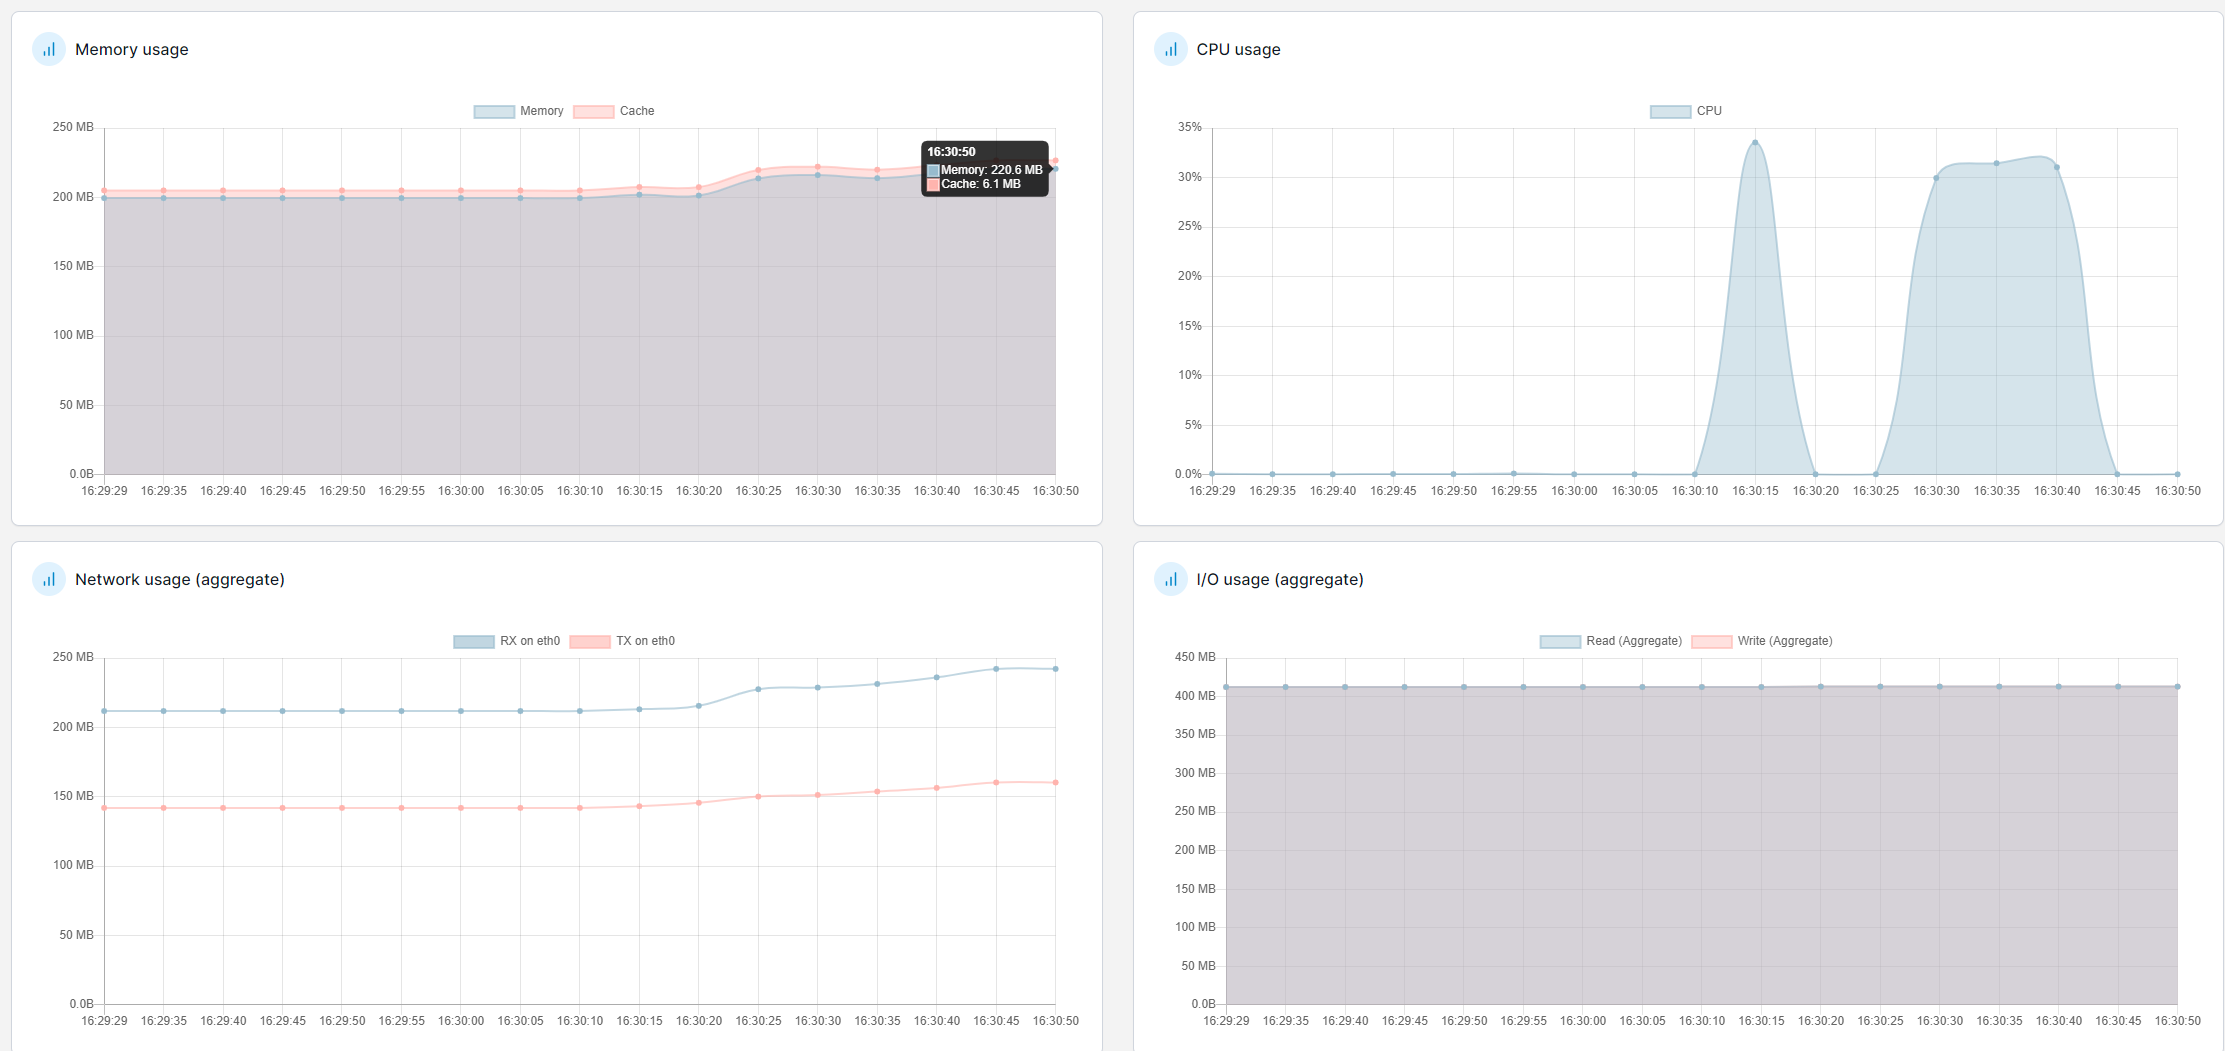 Memory usage
Memory Cache
250 MB
200 MB
150 MB
100 MB
50 MB
0.0B
16:30:50
Memory: 220.6 MB
Cache: 6.1 MB
16:29:29 16:29:35 16:29:40 16:29:45 16:29:50 16:29:55 16:30:00 16:30:05 16:30:10 16:30:15 16:30:20 16:30:25 16:30:30 16:30:35 16:30:40 16:30:45 16:30:50
CPU usage
CPU
35%
30%
25%
20%
15%
10%
5%
0.0%
16:29:29 16:29:35 16:29:40 16:29:45 16:29:50 16:29:55 16:30:00 16:30:05 16:30:10 16:30:15 16:30:20 16:30:25 16:30:30 16:30:35 16:30:40 16:30:45 16:30:50
Network usage (aggregate)
RX on eth0 TX on eth0
250 MB
200 MB
150 MB
100 MB
50 MB
0.0B
16:29:29 16:29:35 16:29:40 16:29:45 16:29:50 16:29:55 16:30:00 16:30:05 16:30:10 16:30:15 16:30:20 16:30:25 16:30:30 16:30:35 16:30:40 16:30:45 16:30:50
I/O usage (aggregate)
Read (Aggregate) Write (Aggregate)
450 MB
400 MB
350 MB
300 MB
250 MB
200 MB
150 MB
100 MB
50 MB
0.0B
16:29:29 16:29:35 16:29:40 16:29:45 16:29:50 16:29:55 16:30:00 16:30:05 16:30:10 16:30:15 16:30:20 16:30:25 16:30:30 16:30:35 16:30:40 16:30:45 16:30:50